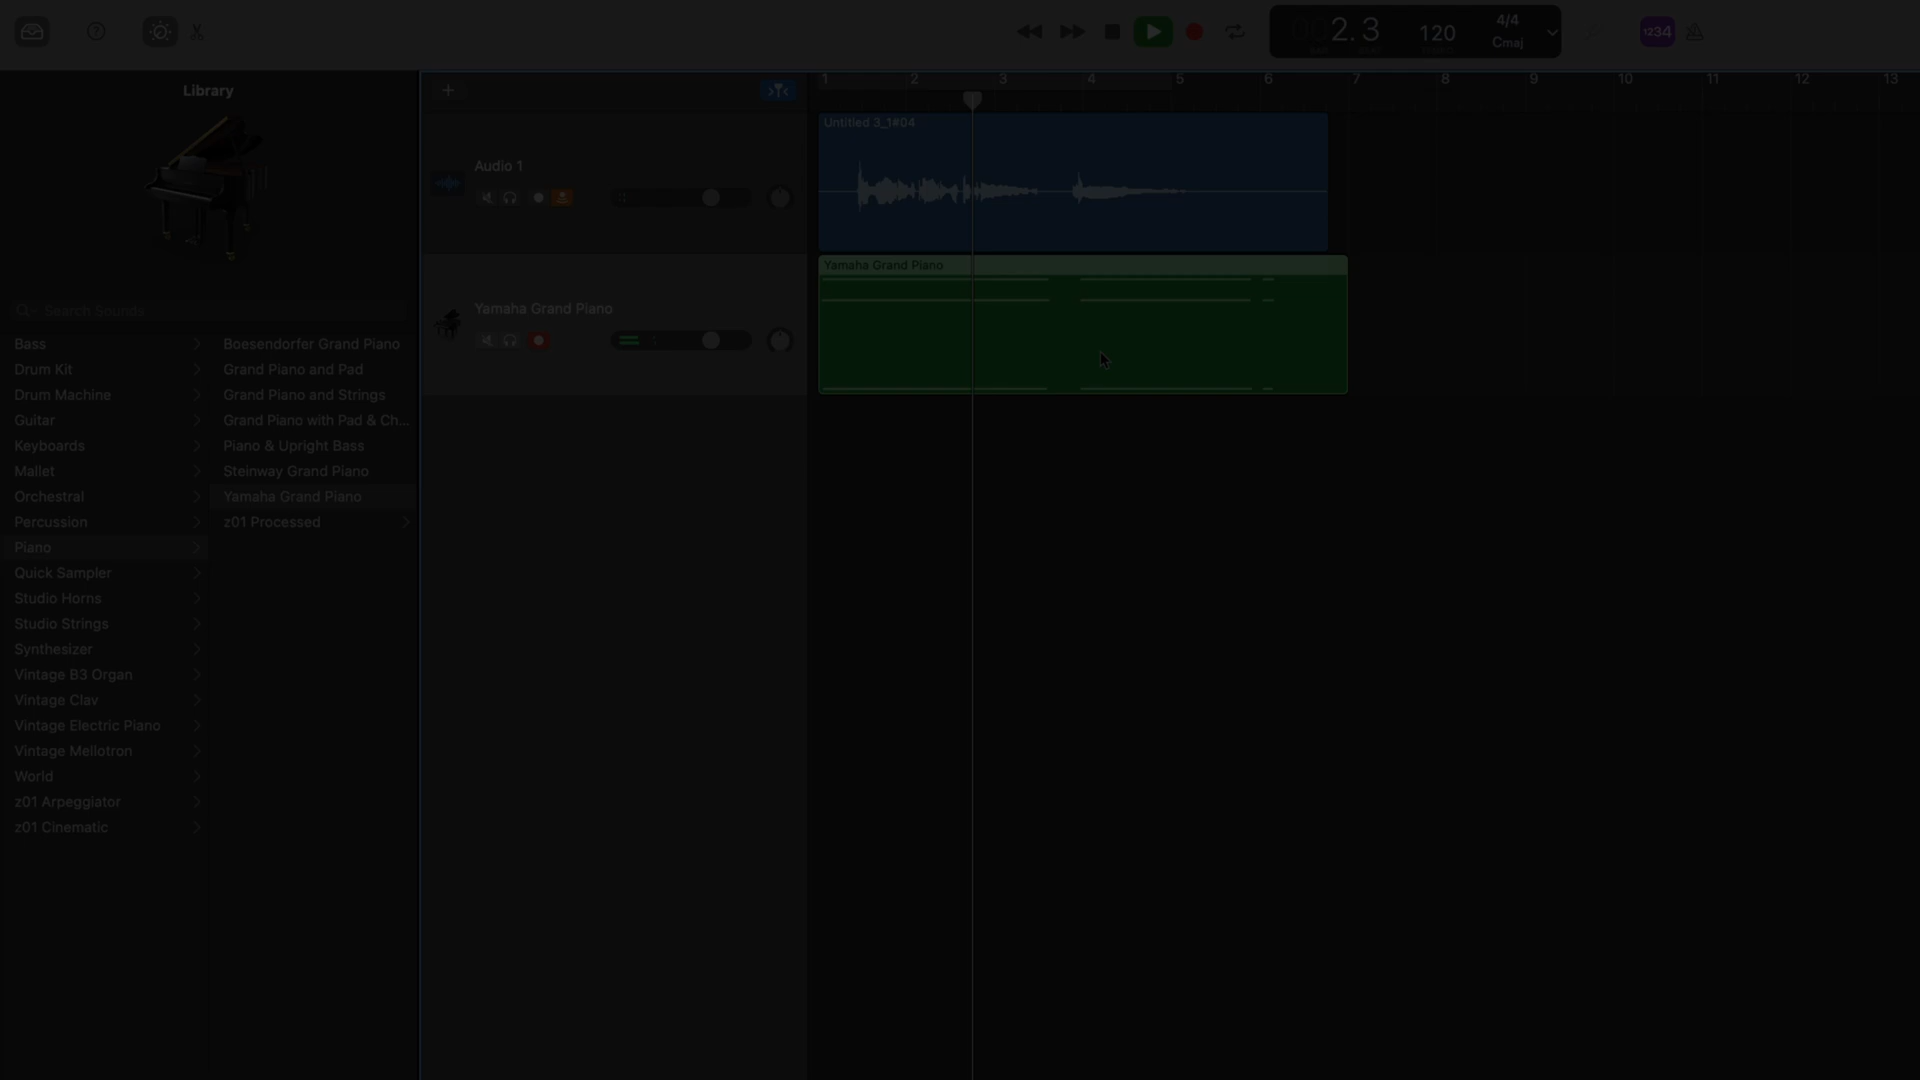 2.3
120
4/4
Cmaj
1234
Library
1 2 3 4 5 6 7 8 9 10 11 12 13
Untitled 3_1#04
Audio 1
Yamaha Grand Piano
Yamaha Grand Piano
Search Sounds
Bass
Drum Kit
Drum Machine
Guitar
Keyboards
Mallet
Orchestral
Percussion
Piano
Quick Sampler
Studio Horns
Studio Strings
Synthesizer
Vintage B3 Organ
Vintage Clav
Vintage Electric Piano
Vintage Mellotron
World
z01 Arpeggiator
z01 Cinematic
Boesendorfer Grand Piano
Grand Piano and Pad
Grand Piano and Strings
Grand Piano with Pad & Ch...
Piano & Upright Bass
Steinway Grand Piano
Yamaha Grand Piano
z01 Processed